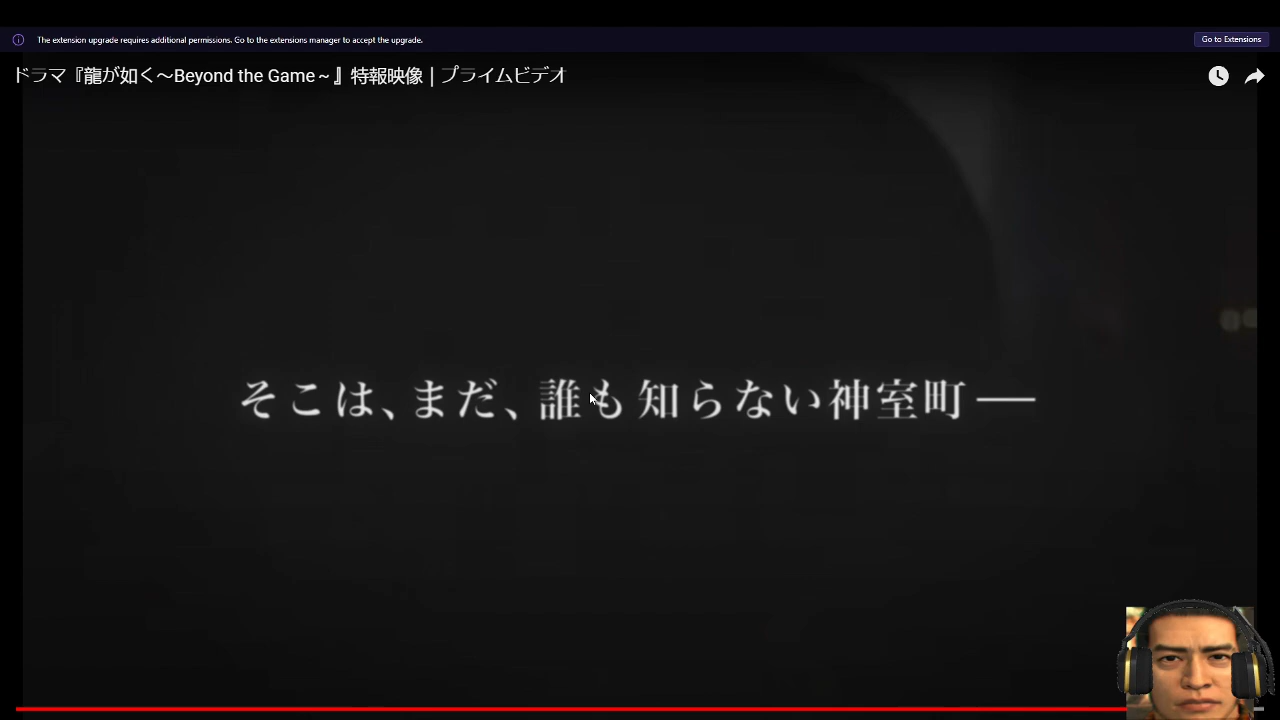 The extension upgrade requires additional permissions. Go to the extensions manager to accept the upgrade.
Go to Extensions
ドラマ『龍が如く〜Beyond the Game～』特報映像｜プライムビデオ
そこは、まだ、誰も知らない神室町──